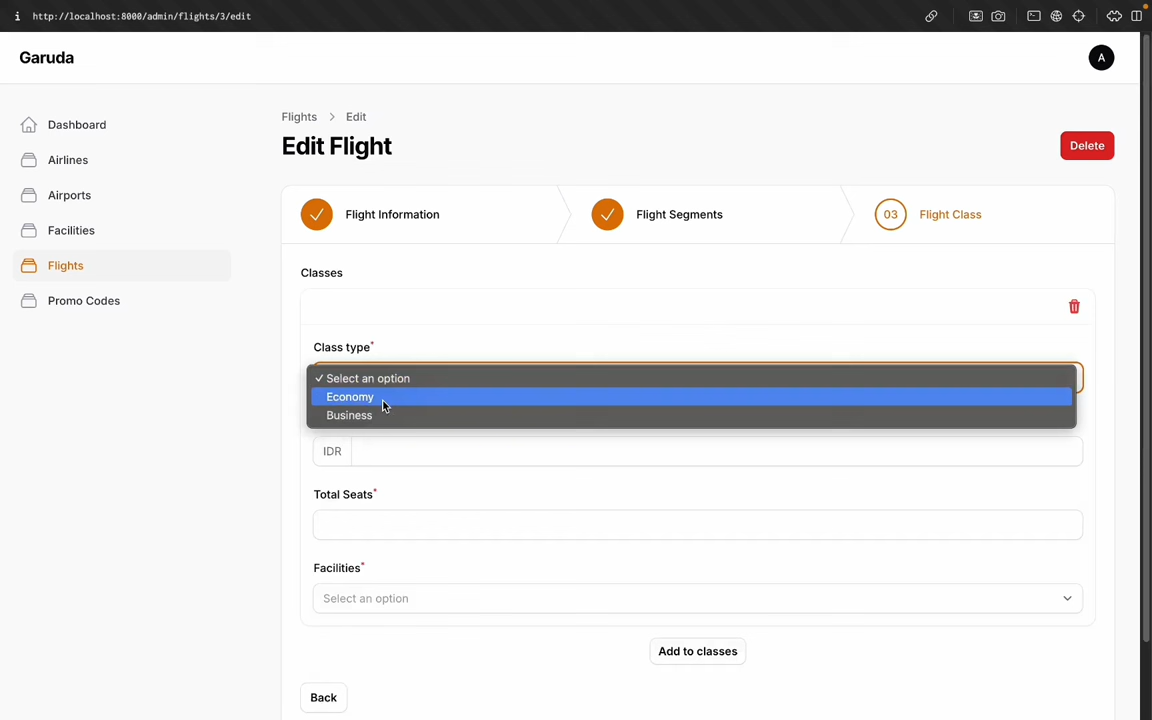 http://localhost:8000/admin/flights/3/edit
Garuda
A
Dashboard
Airlines
Airports
Facilities
Flights
Promo Codes
Flights > Edit
Edit Flight
Delete
Flight Information
Flight Segments
03 Flight Class
Classes
Class type*
✓ Select an option
Economy
Business
IDR
Total Seats*
Facilities*
Select an option
Add to classes
Back